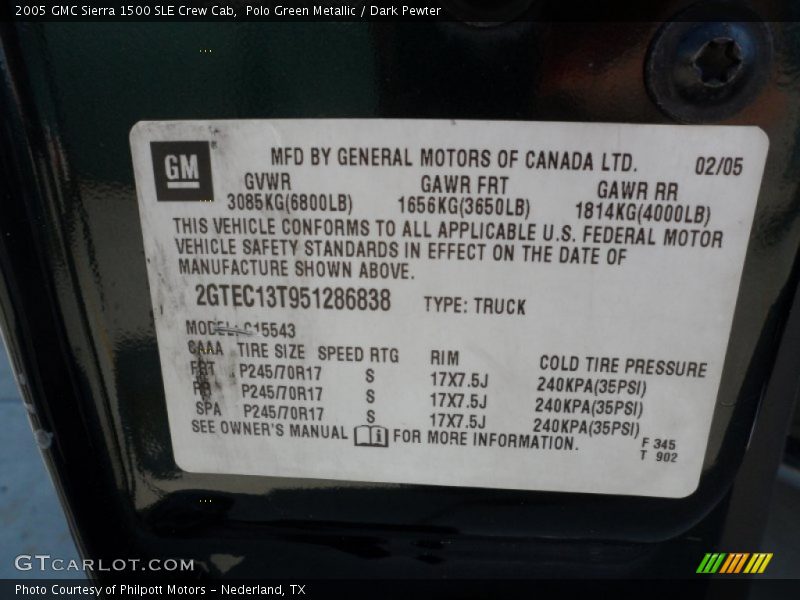 2005 GMC Sierra 1500 SLE Crew Cab,  Polo Green Metallic / Dark Pewter
GM
MFD BY GENERAL MOTORS OF CANADA LTD. 02/05
GVWR GAWR FRT GAWR RR
3085KG(6800LB) 1656KG(3650LB) 1814KG(4000LB)
THIS VEHICLE CONFORMS TO ALL APPLICABLE U.S. FEDERAL MOTOR
VEHICLE SAFETY STANDARDS IN EFFECT ON THE DATE OF
MANUFACTURE SHOWN ABOVE.
2GTEC13T951286838 TYPE: TRUCK
MODEL: C15543
TIRE SIZE SPEED RTG RIM COLD TIRE PRESSURE
FRT P245/70R17 S 17X7.5J 240KPA(35PSI)
RR P245/70R17 S 17X7.5J 240KPA(35PSI)
SPA P245/70R17 S 17X7.5J 240KPA(35PSI)
SEE OWNER'S MANUAL FOR MORE INFORMATION.
F 345
T 902
GTCARLOT.COM
Photo Courtesy of Philpott Motors - Nederland, TX